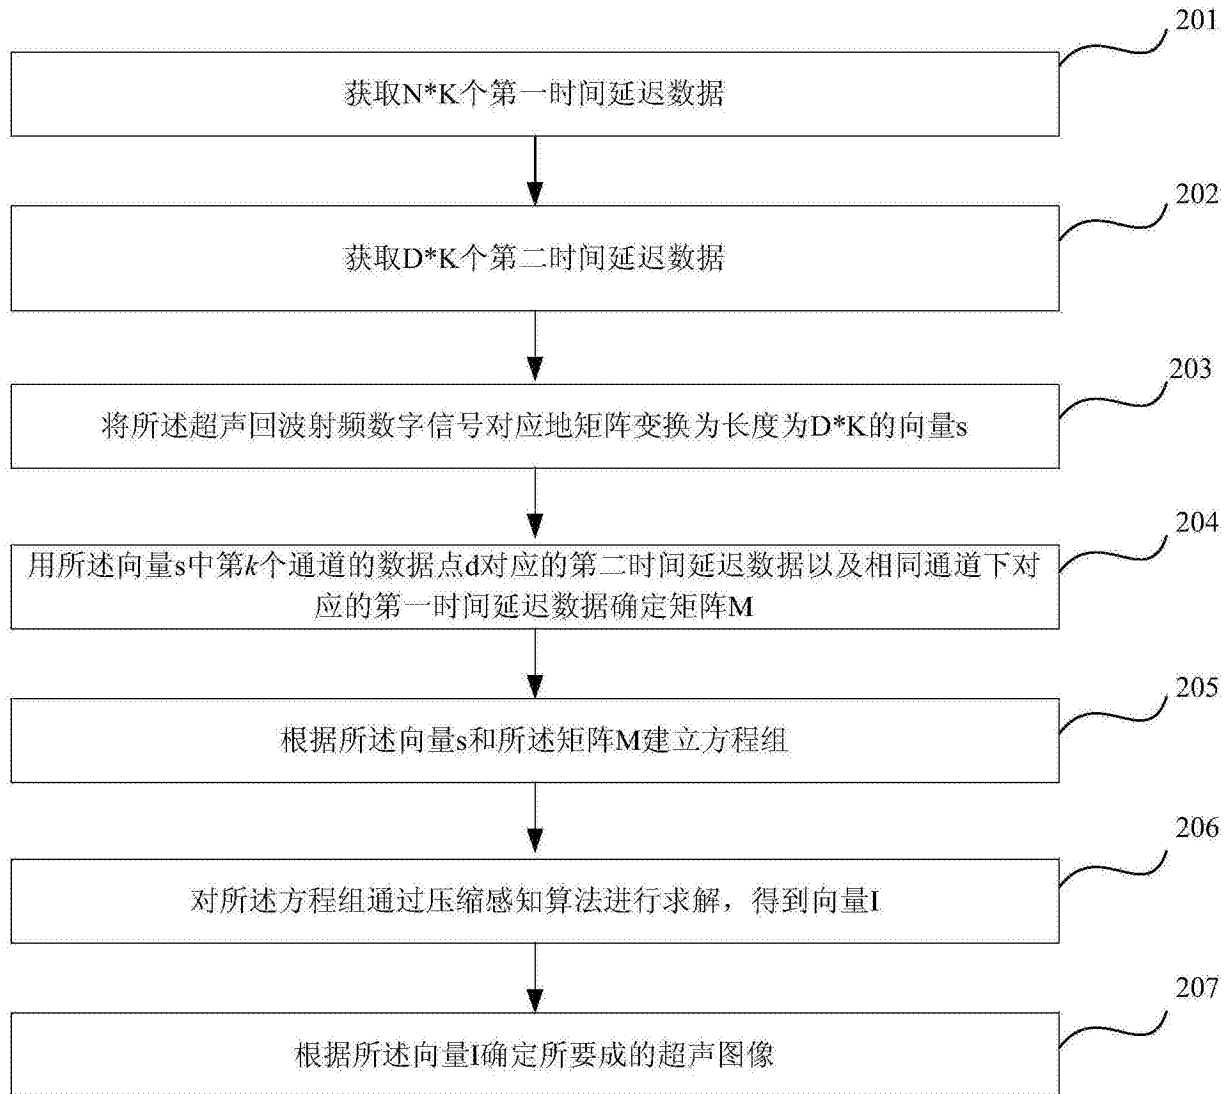 201
获取N*K个第一时间延迟数据
202
获取D*K个第二时间延迟数据
203
将所述超声回波射频数字信号对应地矩阵变换为长度为D*K的向量s
204
用所述向量s中第k个通道的数据点d对应的第二时间延迟数据以及相同通道下对
应的第一时间延迟数据确定矩阵M
205
根据所述向量s和所述矩阵M建立方程组
206
对所述方程组通过压缩感知算法进行求解，得到向量I
207
根据所述向量I确定所要成的超声图像